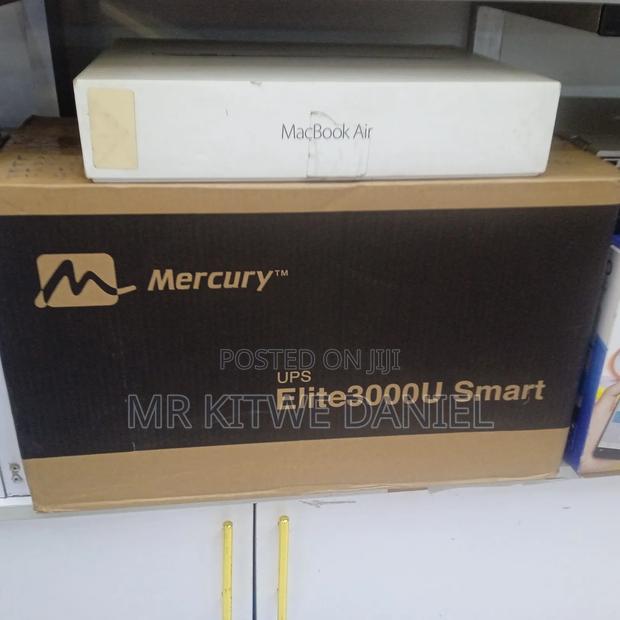 MacBook Air
Mercury™
POSTED ON JIJI
UPS
Elite3000U Smart
MR KITWE DANIEL